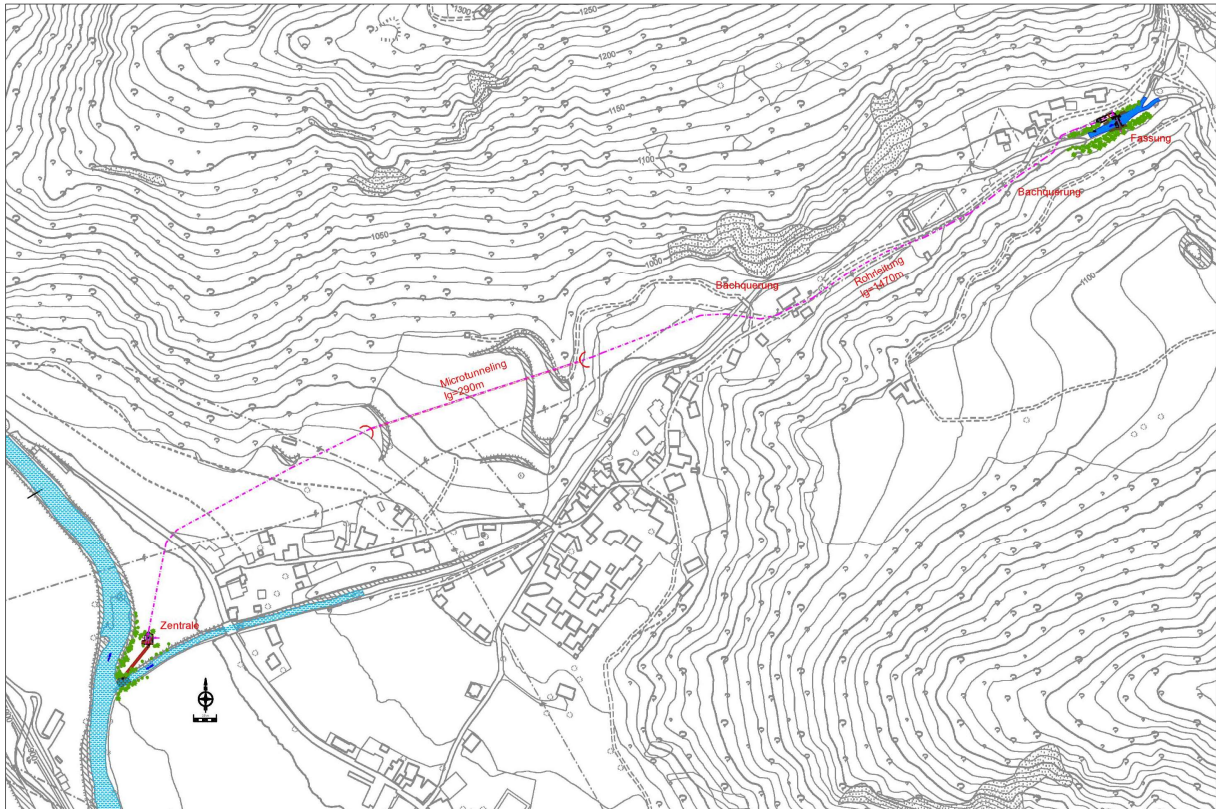 1300
1250
1200
1150
1100
Fassung
Bachquerung
1050
1000
Bachquerung
Rohrleitung
lg=1470m
1100
Microtunneling
lg=290m
Zentrale